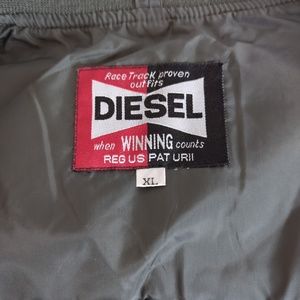 Race Track proven
outfits
DIESEL
when WINNING counts
REG US PAT URII
XL